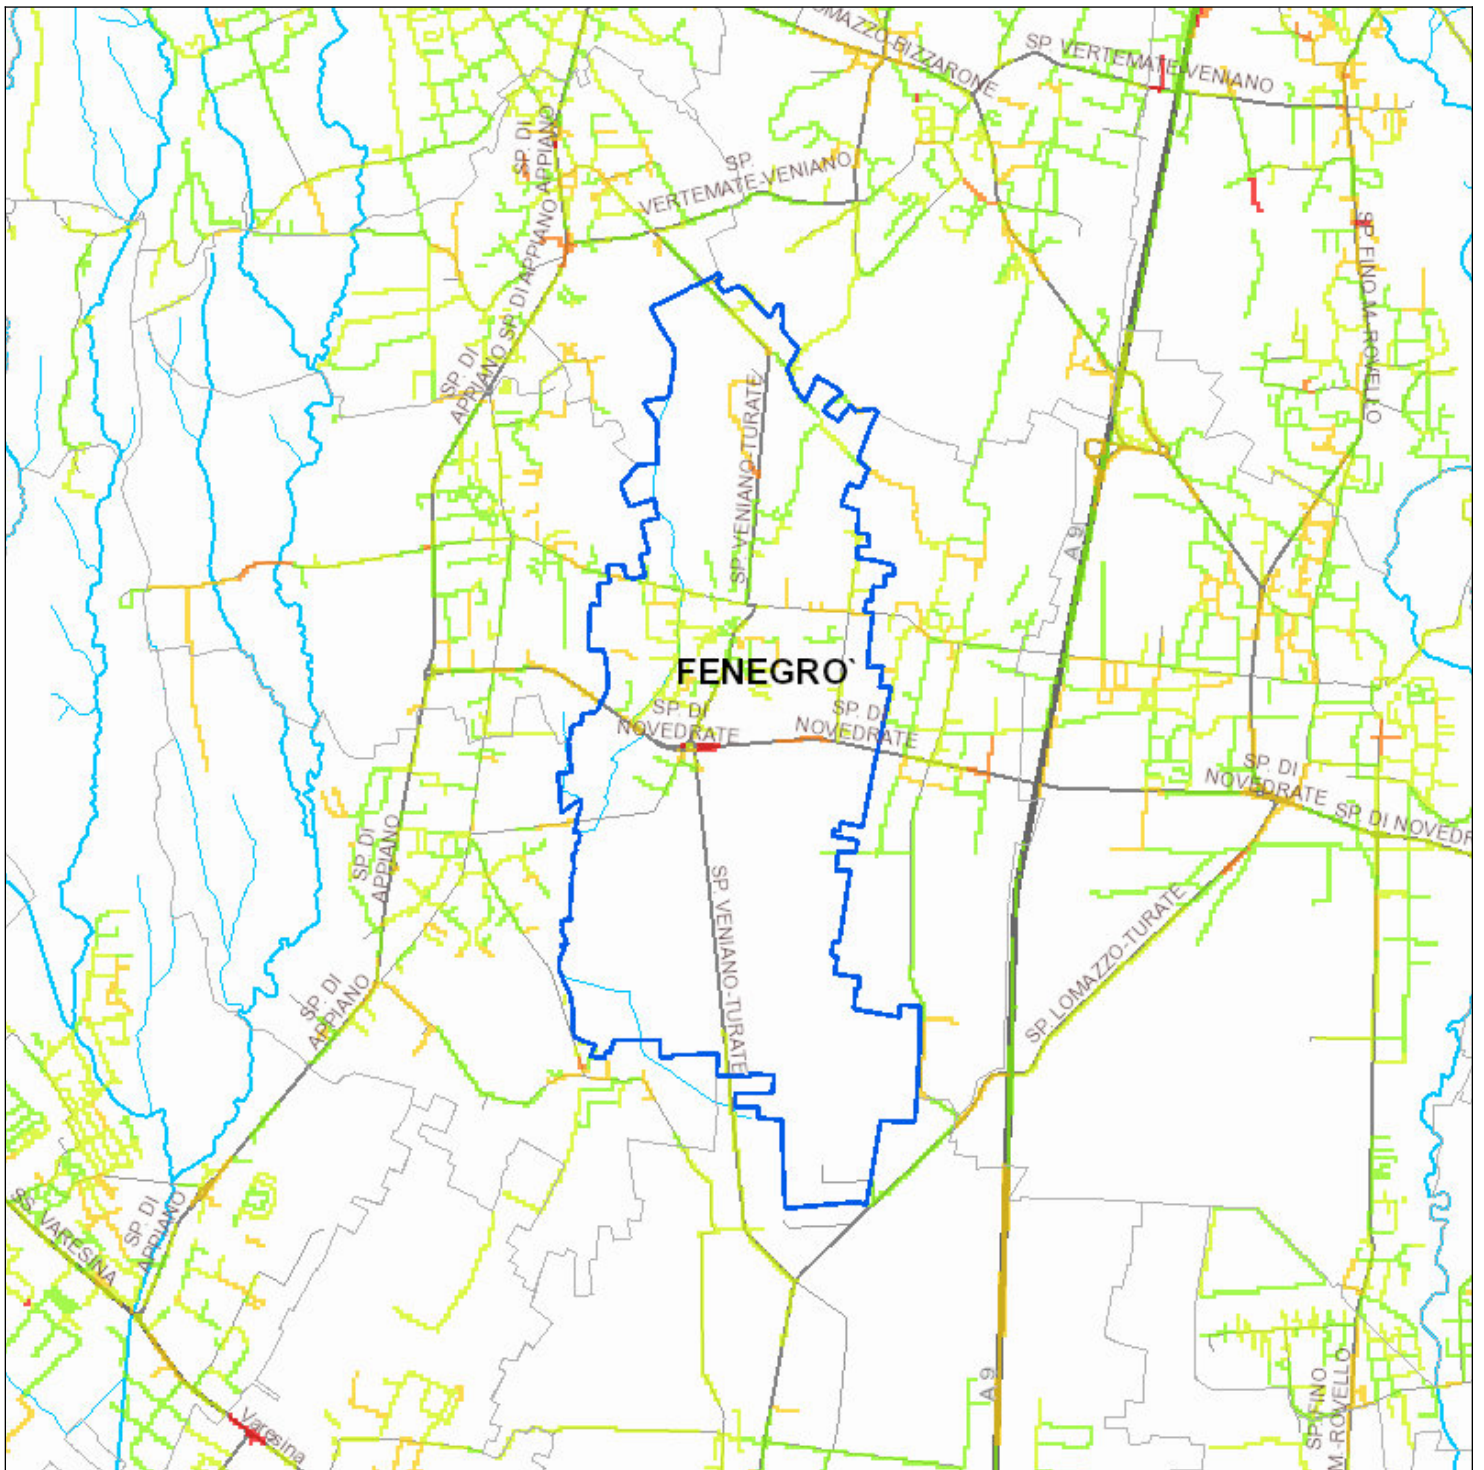 OMAZZO-BIZZARONE
SP. VERTEMATE-VENIANO
SP. DI
APPIANO
APPIANO
SP.
VERTEMATE-VENIANO
SP. DI APPIANO
SP. DI
APPIANO
SP. FINO M.-ROVELLO
SP. VENIANO-TURATE
A 9
FENEGRO`
SP. DI
NOVEDRATE
SP. DI
NOVEDRATE
SP. DI
NOVEDRATE
SP. DI NOVEDR
SP. DI
APPIANO
SP. VENIANO-TURATE
SP. LOMAZZO-TURATE
SP. DI
APPIANO
SP. DI
APPIANO
SS. VARESINA
A 9
SP. FINO
M.-ROVELLO
Varesina